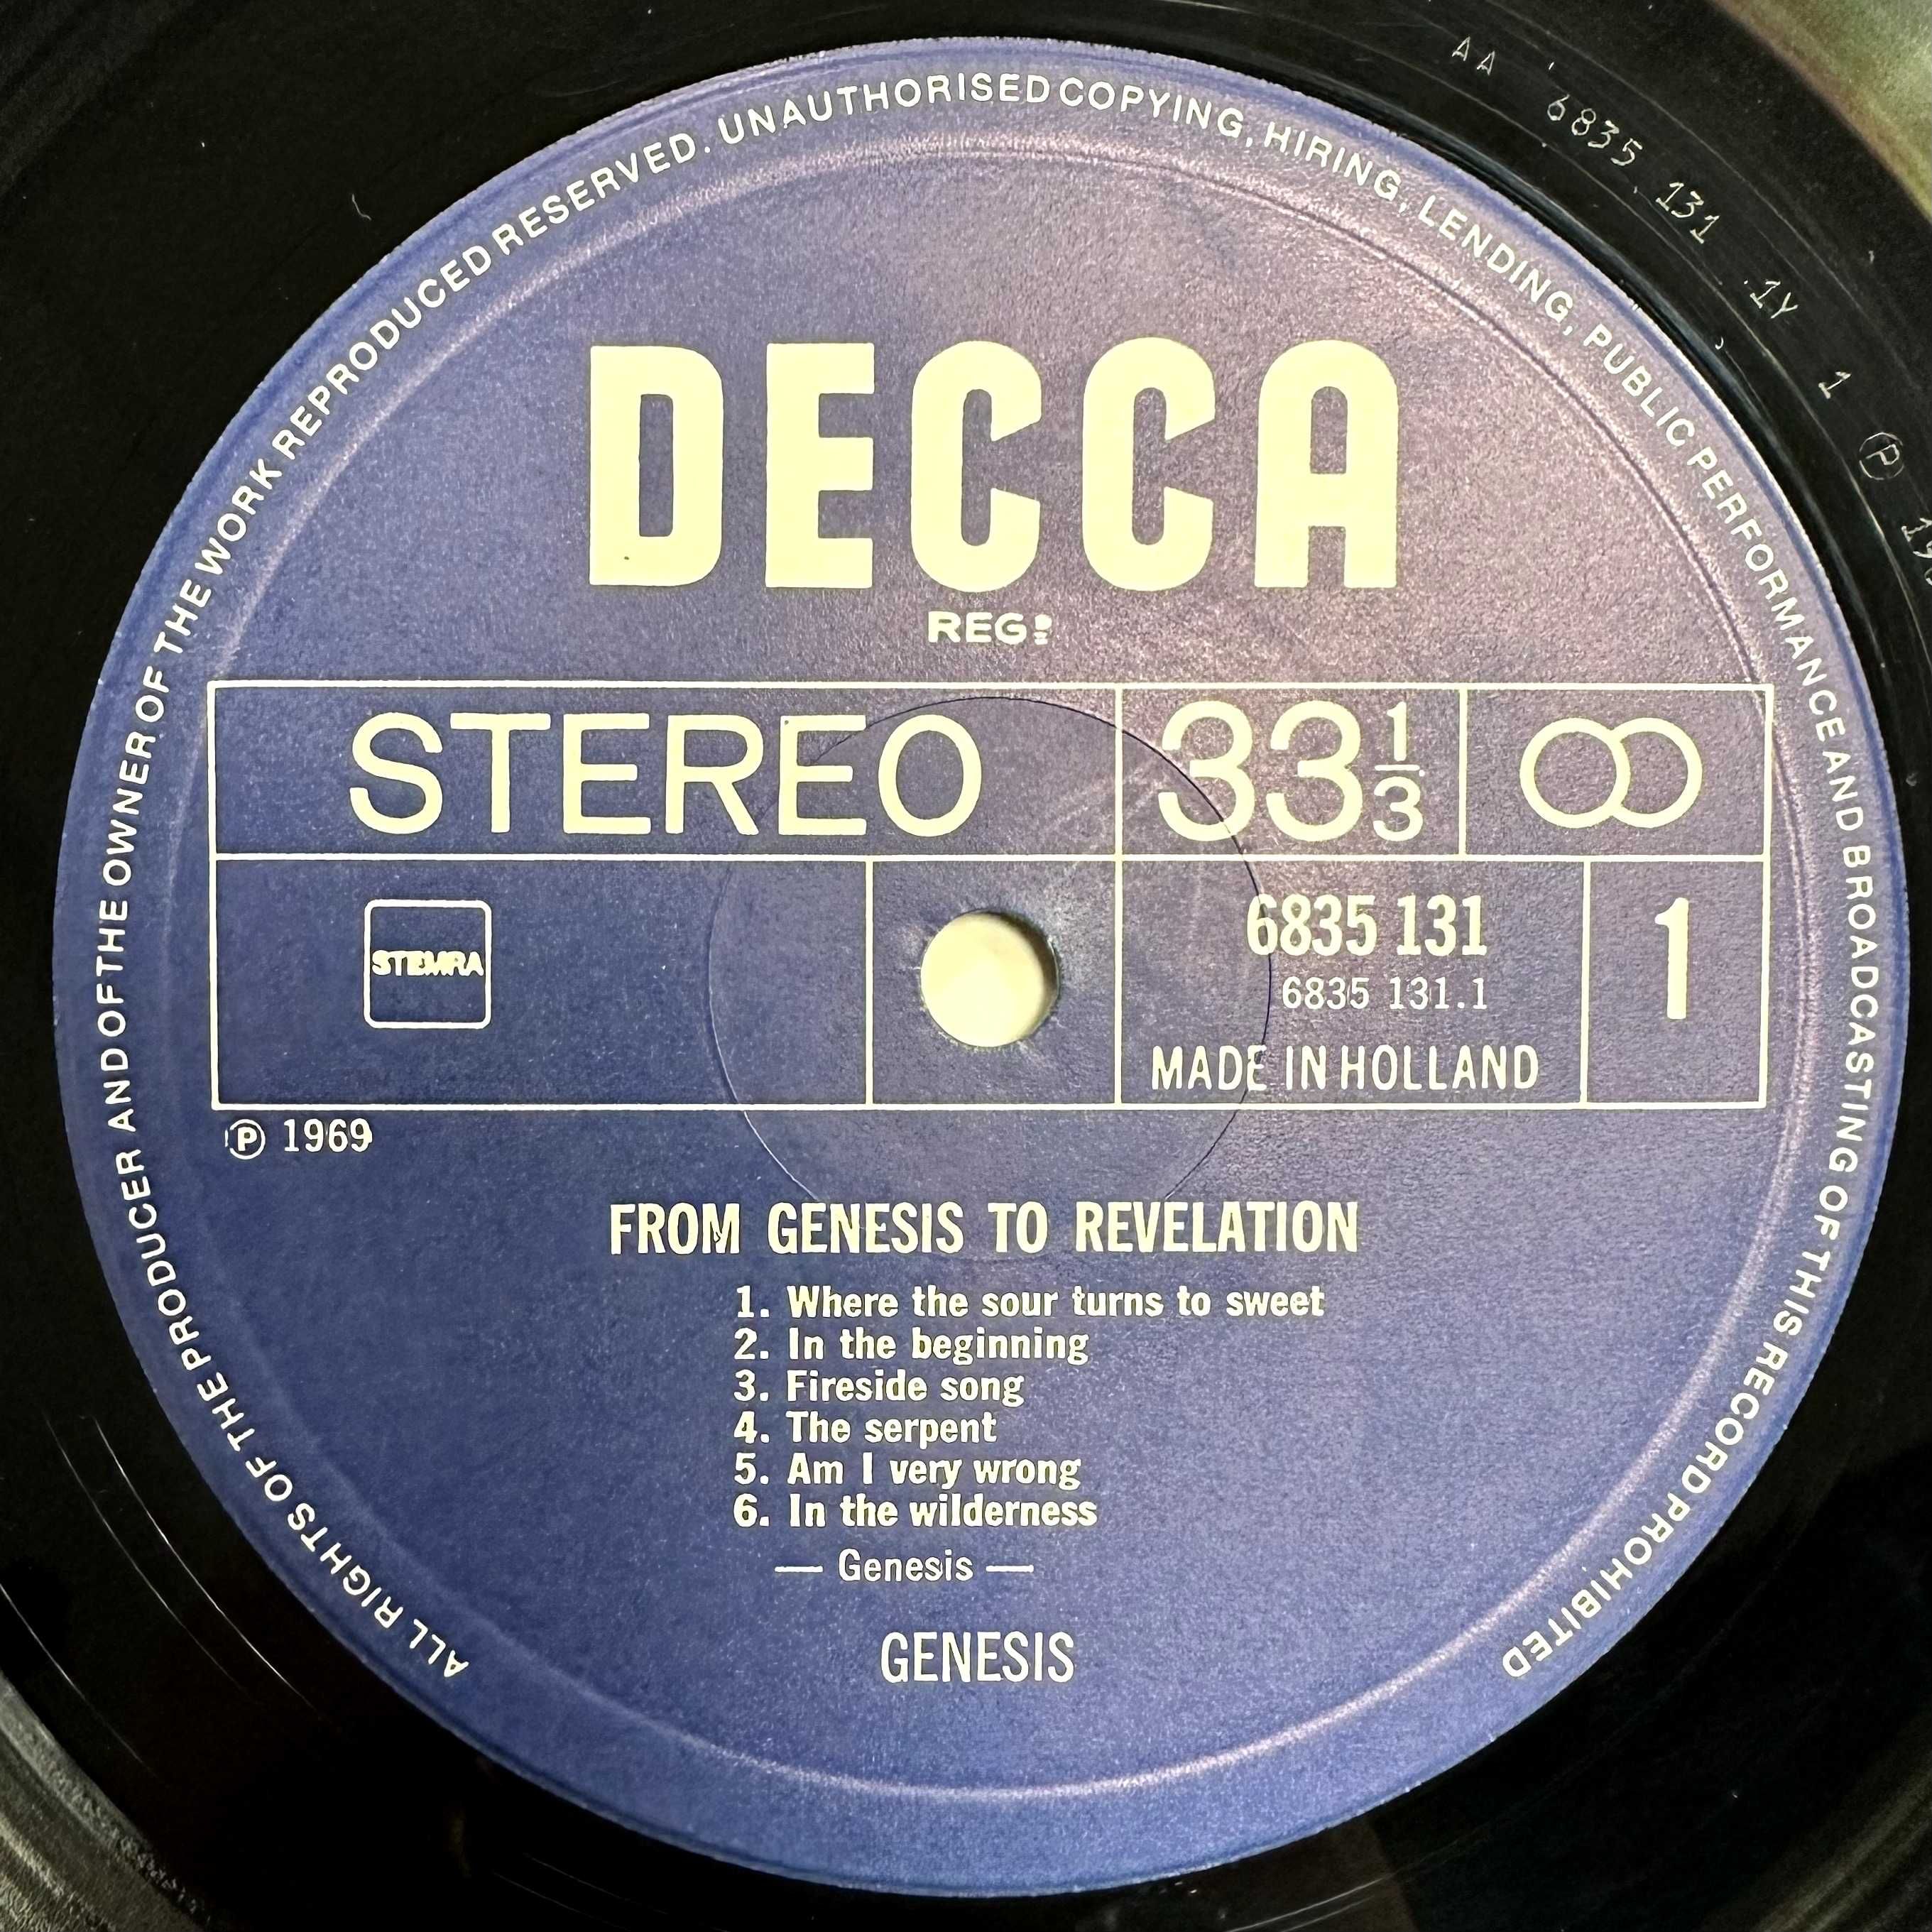 ALL RIGHTS OF THE PRODUCER AND OF THE OWNER OF THE WORK REPRODUCED RESERVED. UNAUTHORISED COPYING, HIRING, LENDING, PUBLIC PERFORMANCE AND BROADCASTING OF THIS RECORD PROHIBITED
AA 6835 131 .1Y 1 Ⓟ
DECCA
REGD
STEREO
33 1/3
STEMRA
6835 131
6835 131.1
MADE IN HOLLAND
1
Ⓟ 1969
FROM GENESIS TO REVELATION
1. Where the sour turns to sweet
2. In the beginning
3. Fireside song
4. The serpent
5. Am I very wrong
6. In the wilderness
— Genesis —
GENESIS